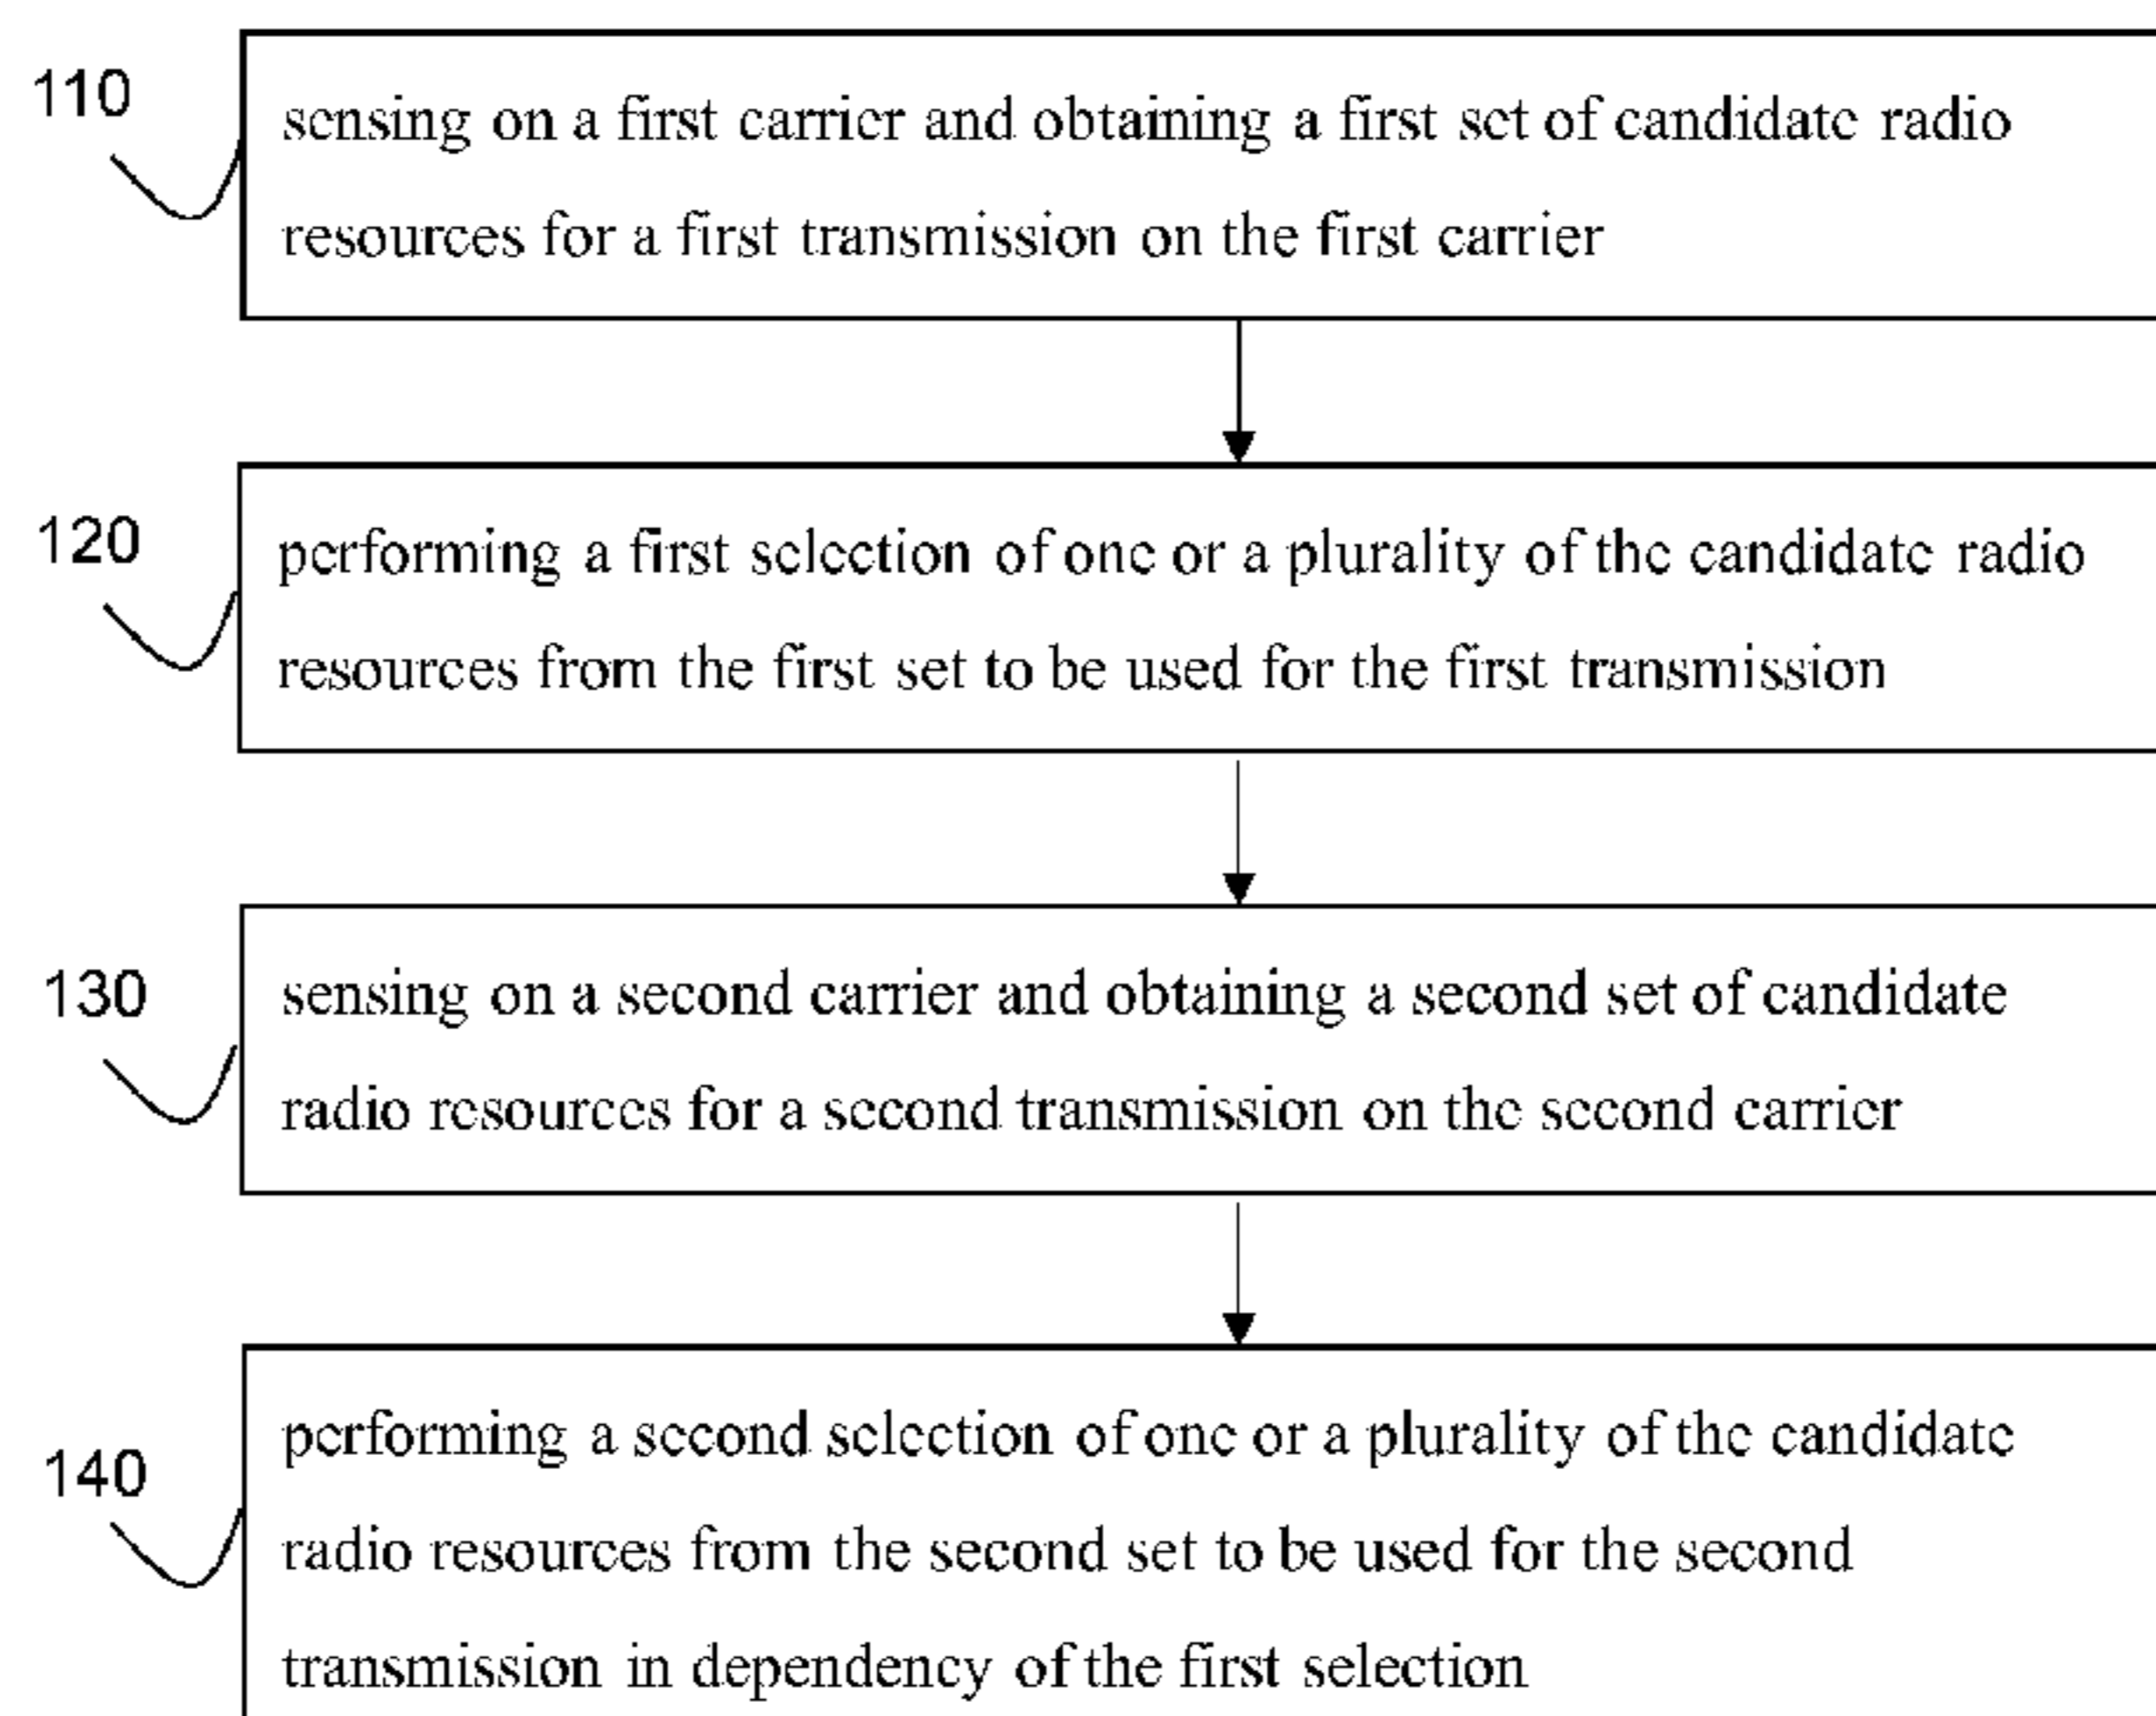 110
sensing on a first carrier and obtaining a first set of candidate radio
resources for a first transmission on the first carrier
120
performing a first selection of one or a plurality of the candidate radio
resources from the first set to be used for the first transmission
130
sensing on a second carrier and obtaining a second set of candidate
radio resources for a second transmission on the second carrier
140
performing a second selection of one or a plurality of the candidate
radio resources from the second set to be used for the second
transmission in dependency of the first selection